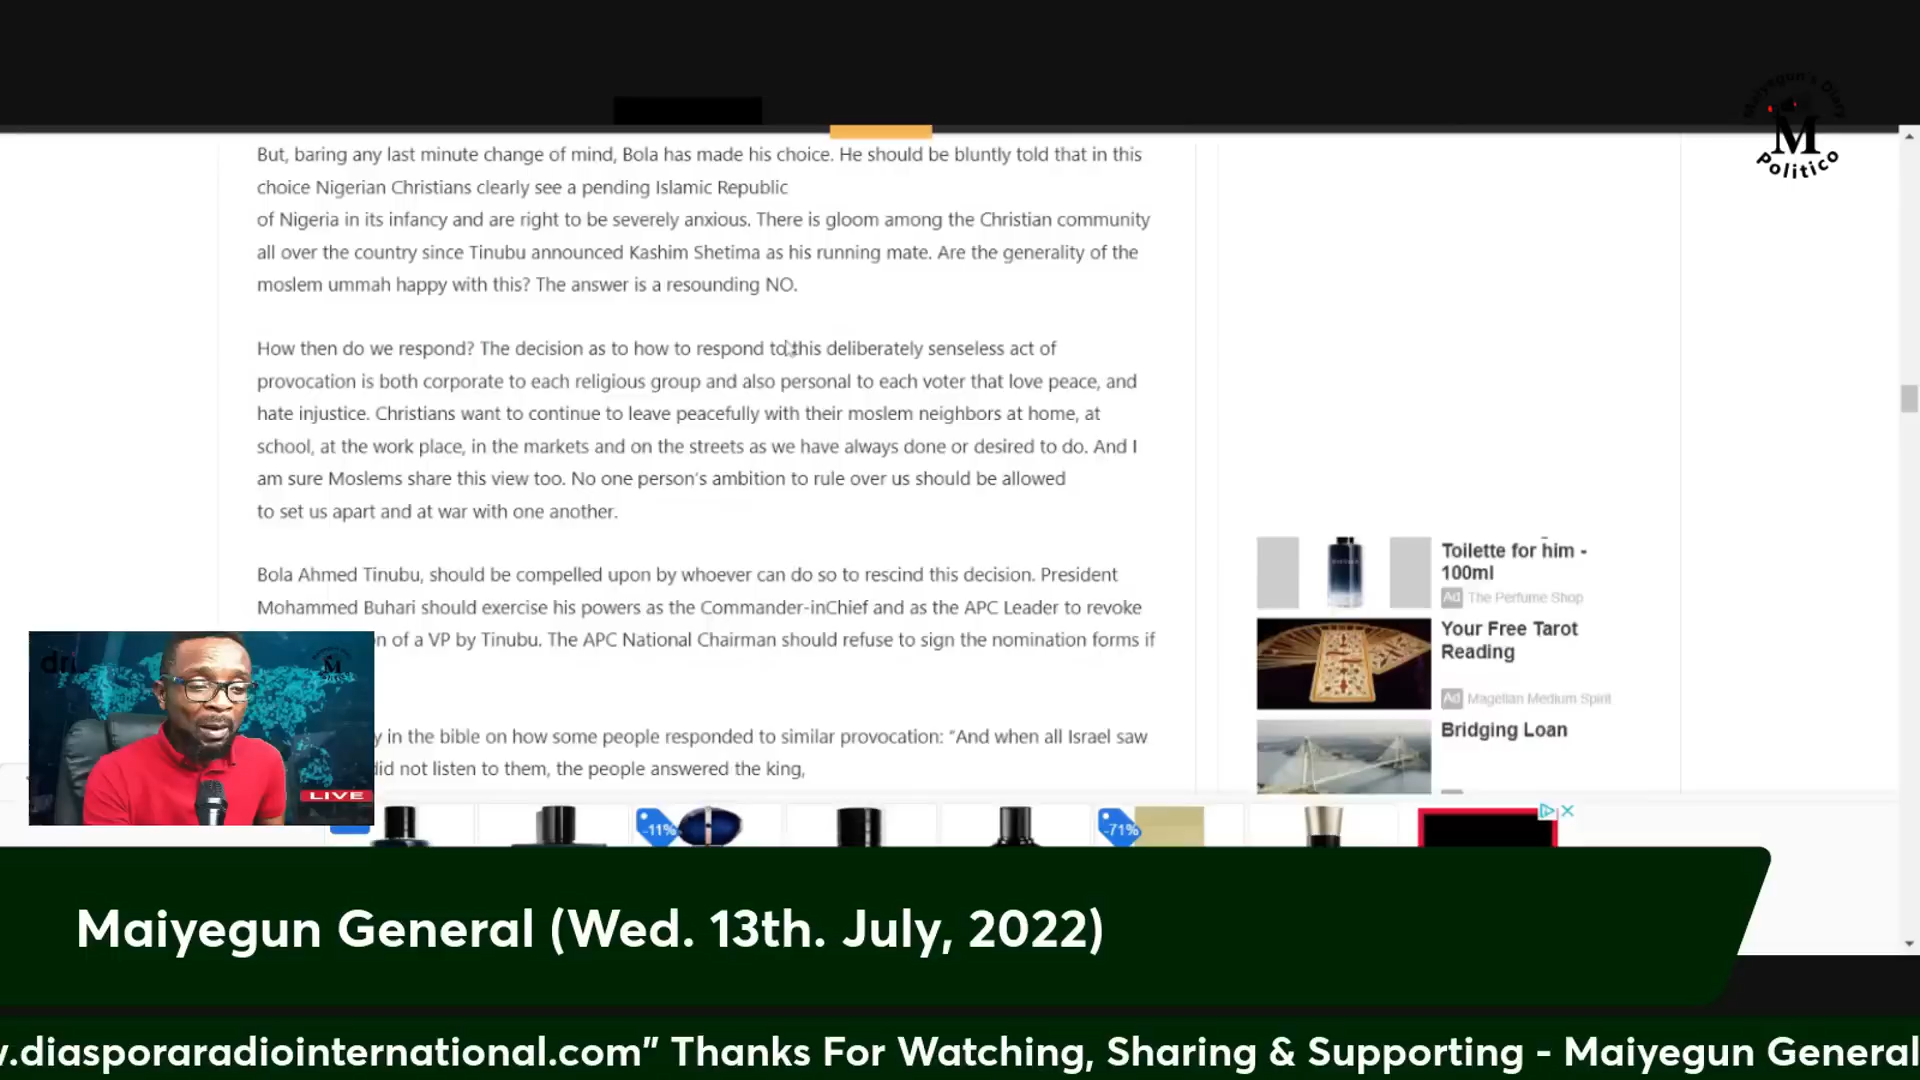 Maiyegun's Diary
M
Politico
But, baring any last minute change of mind, Bola has made his choice. He should be bluntly told that in this
choice Nigerian Christians clearly see a pending Islamic Republic
of Nigeria in its infancy and are right to be severely anxious. There is gloom among the Christian community
all over the country since Tinubu announced Kashim Shetima as his running mate. Are the generality of the
moslem ummah happy with this? The answer is a resounding NO.
How then do we respond? The decision as to how to respond to this deliberately senseless act of
provocation is both corporate to each religious group and also personal to each voter that love peace, and
hate injustice. Christians want to continue to leave peacefully with their moslem neighbors at home, at
school, at the work place, in the markets and on the streets as we have always done or desired to do. And I
am sure Moslems share this view too. No one person's ambition to rule over us should be allowed
to set us apart and at war with one another.
Bola Ahmed Tinubu, should be compelled upon by whoever can do so to rescind this decision. President
Mohammed Buhari should exercise his powers as the Commander-inChief and as the APC Leader to revoke
n of a VP by Tinubu. The APC National Chairman should refuse to sign the nomination forms if
y in the bible on how some people responded to similar provocation: "And when all Israel saw
did not listen to them, the people answered the king,
Toilette for him -
100ml
Ad The Perfume Shop
Your Free Tarot
Reading
Ad Magellan Medium Spirit
Bridging Loan
dri
M
LIVE
-11%
-71%
Maiyegun General (Wed. 13th. July, 2022)
v.diasporaradiointernational.com" Thanks For Watching, Sharing & Supporting - Maiyegun General